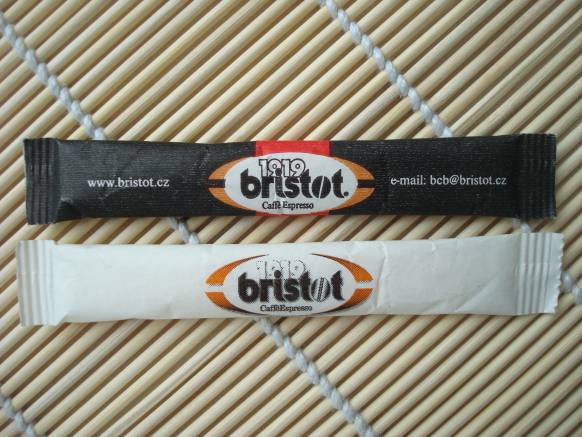 1919
www.bristot.cz bristot. e-mail: bcb@bristot.cz
Caffè Espresso
1919
bristot
Caffè Espresso